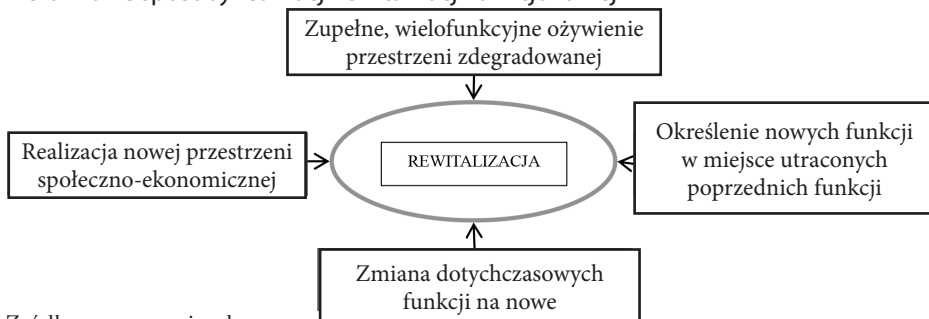 Zupełne, wielofunkcyjne ożywienie
przestrzeni zdegradowanej
Realizacja nowej przestrzeni
społeczno-ekonomicznej
REWITALIZACJA
Określenie nowych funkcji
w miejsce utraconych
poprzednich funkcji
Zmiana dotychczasowych
funkcji na nowe